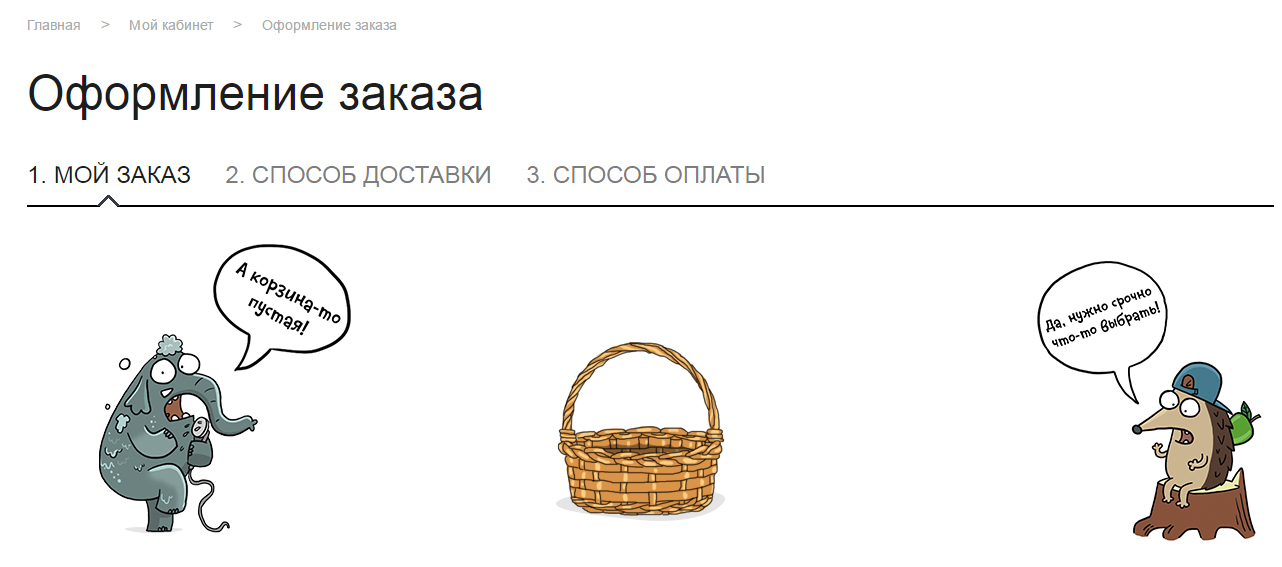 Главная > Мой кабинет > Оформление заказа
Оформление заказа
1. МОЙ ЗАКАЗ 2. СПОСОБ ДОСТАВКИ 3. СПОСОБ ОПЛАТЫ
А корзина-то
пустая!
Да, нужно срочно
что-то выбрать!